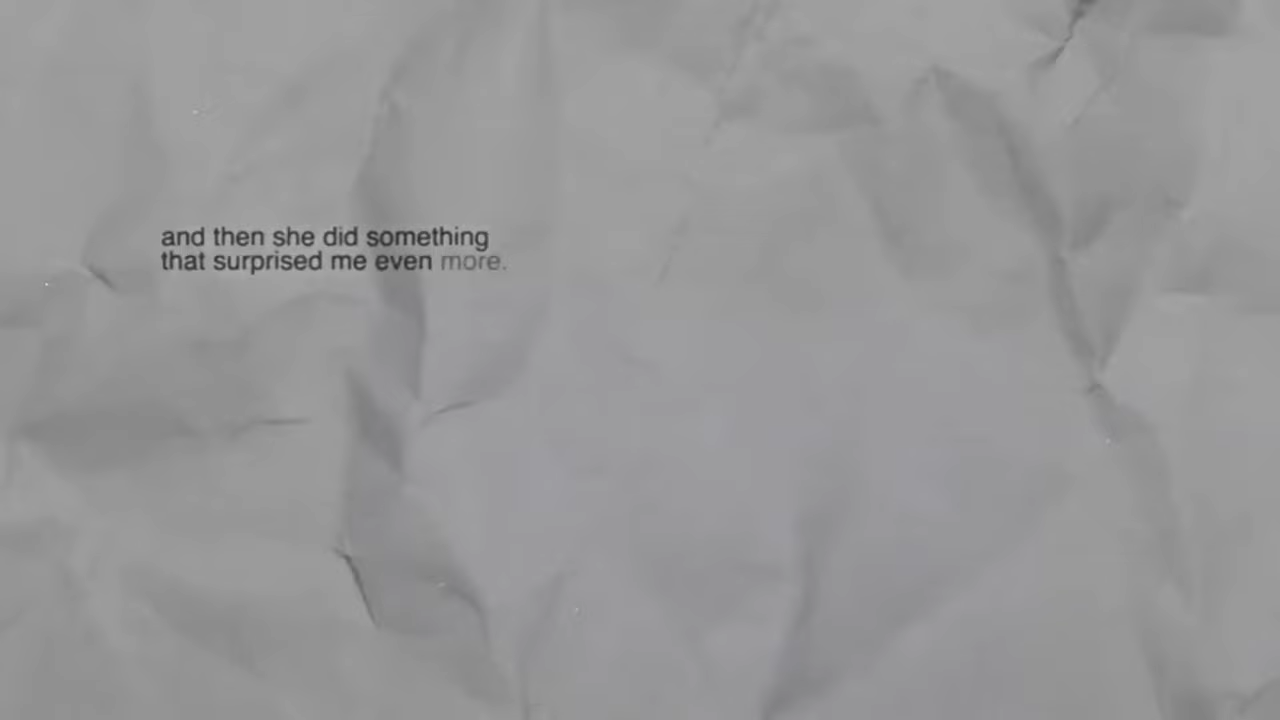 and then she did something
that surprised me even more.